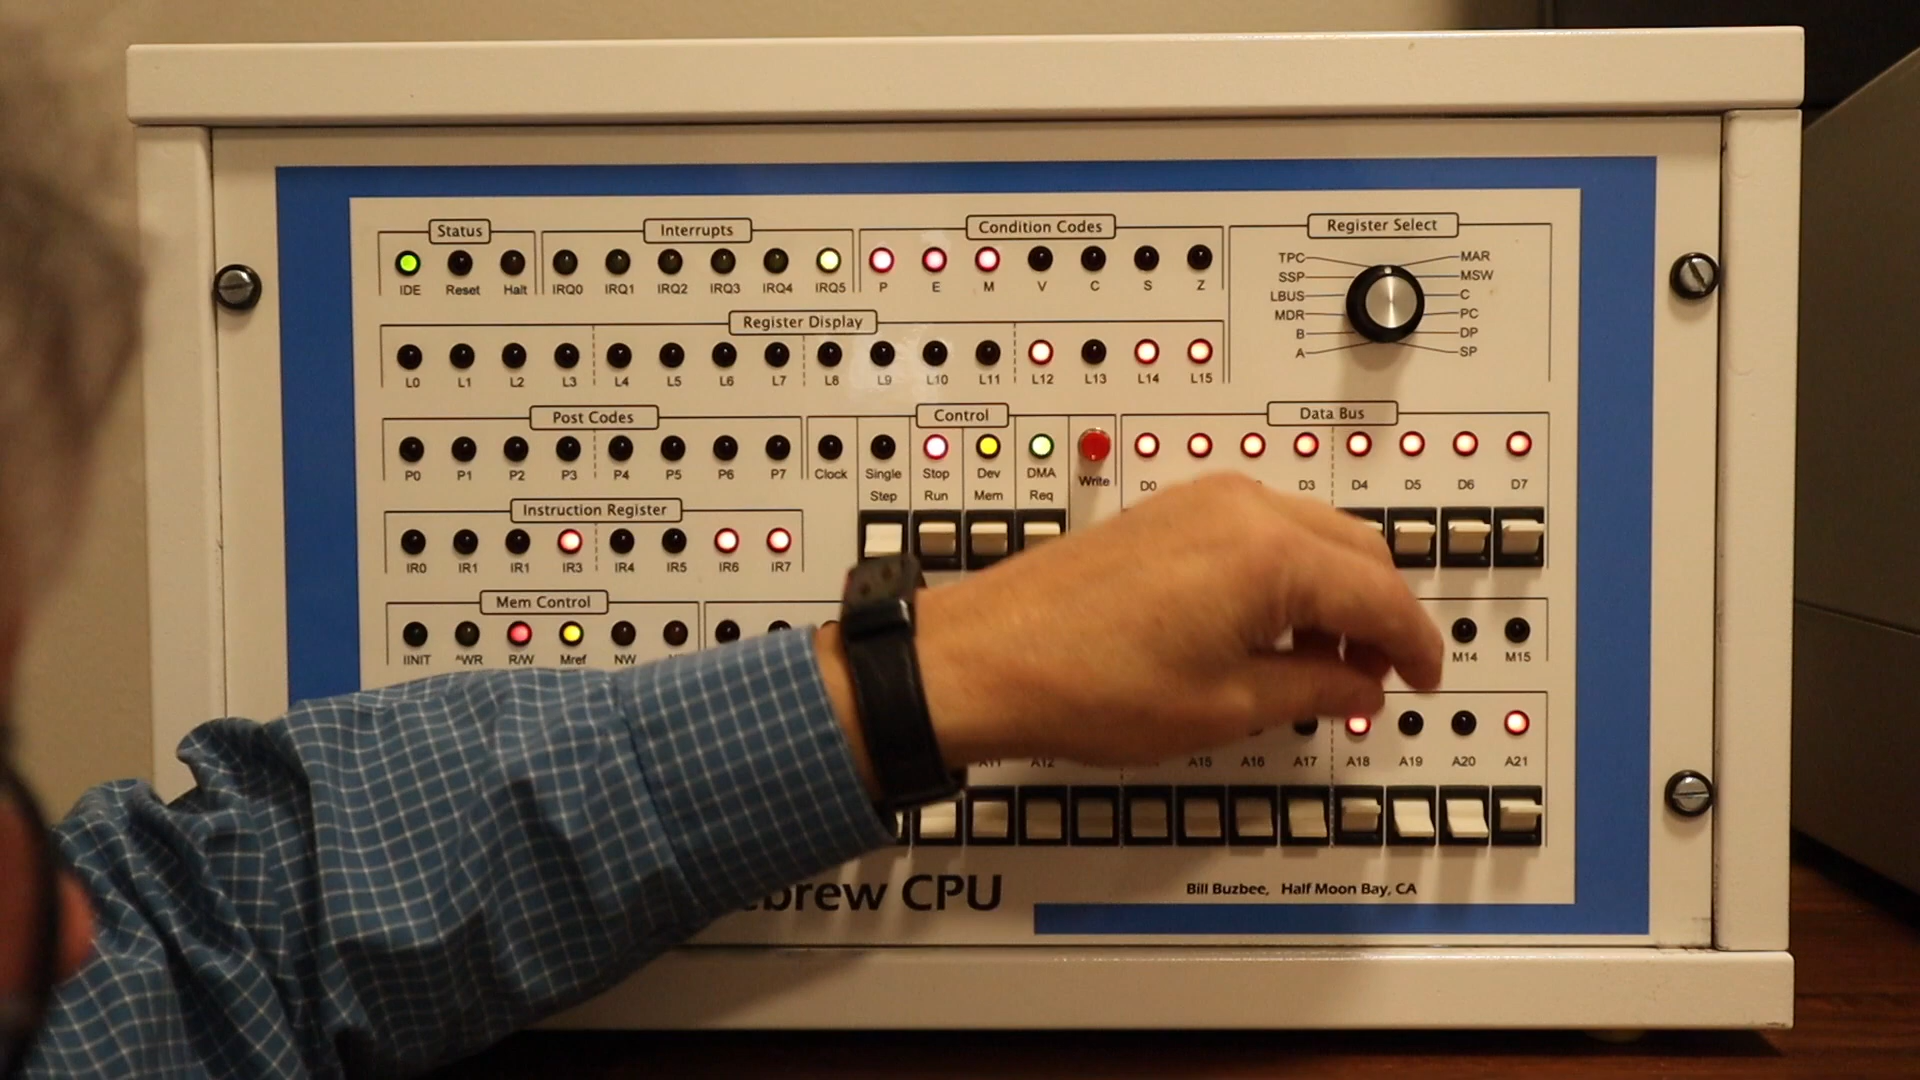 Status Interrupts Condition Codes Register Select
IDE Reset Halt IRQ0 IRQ1 IRQ2 IRQ3 IRQ4 IRQ5 P E M V C S Z
TPC MAR
SSP MSW
LBUS C
MDR PC
B DP
A SP
Register Display
L0 L1 L2 L3 L4 L5 L6 L7 L8 L9 L10 L11 L12 L13 L14 L15
Post Codes Control Data Bus
P0 P1 P2 P3 P4 P5 P6 P7 Clock Single Stop Dev DMA Write D0 D3 D4 D5 D6 D7
Step Run Mem Req
Instruction Register
IR0 IR1 IR1 IR3 IR4 IR5 IR6 IR7
Mem Control
IINIT ^WR R/W Mref NW M14 M15
A11 A12 A15 A16 A17 A18 A19 A20 A21
ebrew CPU
Bill Buzbee, Half Moon Bay, CA